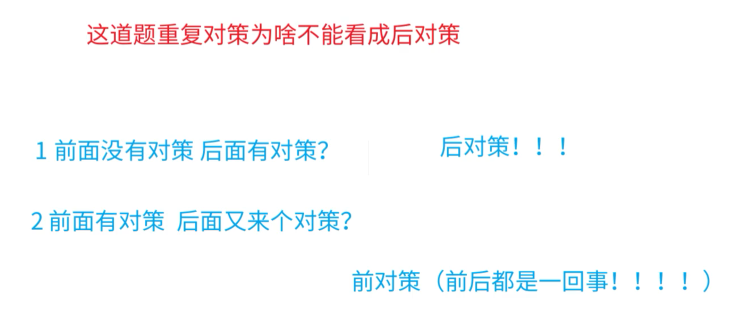 这道题重复对策为啥不能看成后对策
1 前面没有对策 后面有对策？ 后对策！！！
2 前面有对策 后面又来个对策？
前对策（前后都是一回事！！！！）